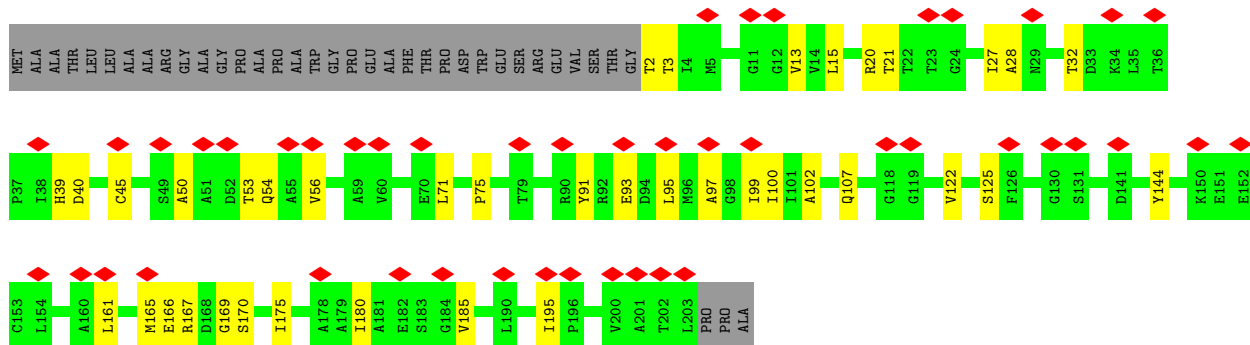 MET ALA ALA THR LEU LEU ALA ALA ARG GLY ALA GLY PRO ALA PRO ALA TRP GLY PRO GLU ALA PHE THR PRO ASP TRP GLU SER ARG GLU VAL SER THR GLY T2 T3 I4 M5 G11 G12 V13 V14 L15 R20 T21 T22 T23 G24 I27 A28 N29 T32 D33 K34 L35 T36
P37 I38 H39 D40 C45 S49 A50 A51 D52 T53 Q54 A55 V56 A59 V60 E70 L71 P75 T79 R90 Y91 R92 E93 D94 L95 M96 A97 G98 I99 I100 I101 A102 Q107 G118 G119 V122 S125 F126 G130 S131 D141 Y144 K150 E151 E152
C153 L154 A160 L161 M165 E166 R167 D168 G169 S170 I175 A178 A179 I180 A181 E182 S183 G184 V185 L190 I195 P196 V200 A201 T202 L203 PRO PRO ALA